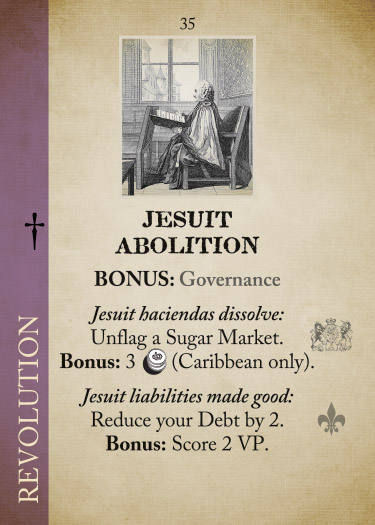 35
JESUIT
ABOLITION
BONUS: Governance
Jesuit haciendas dissolve:
Unflag a Sugar Market.
Bonus: 3 (Caribbean only).
Jesuit liabilities made good:
Reduce your Debt by 2.
Bonus: Score 2 VP.
REVOLUTION